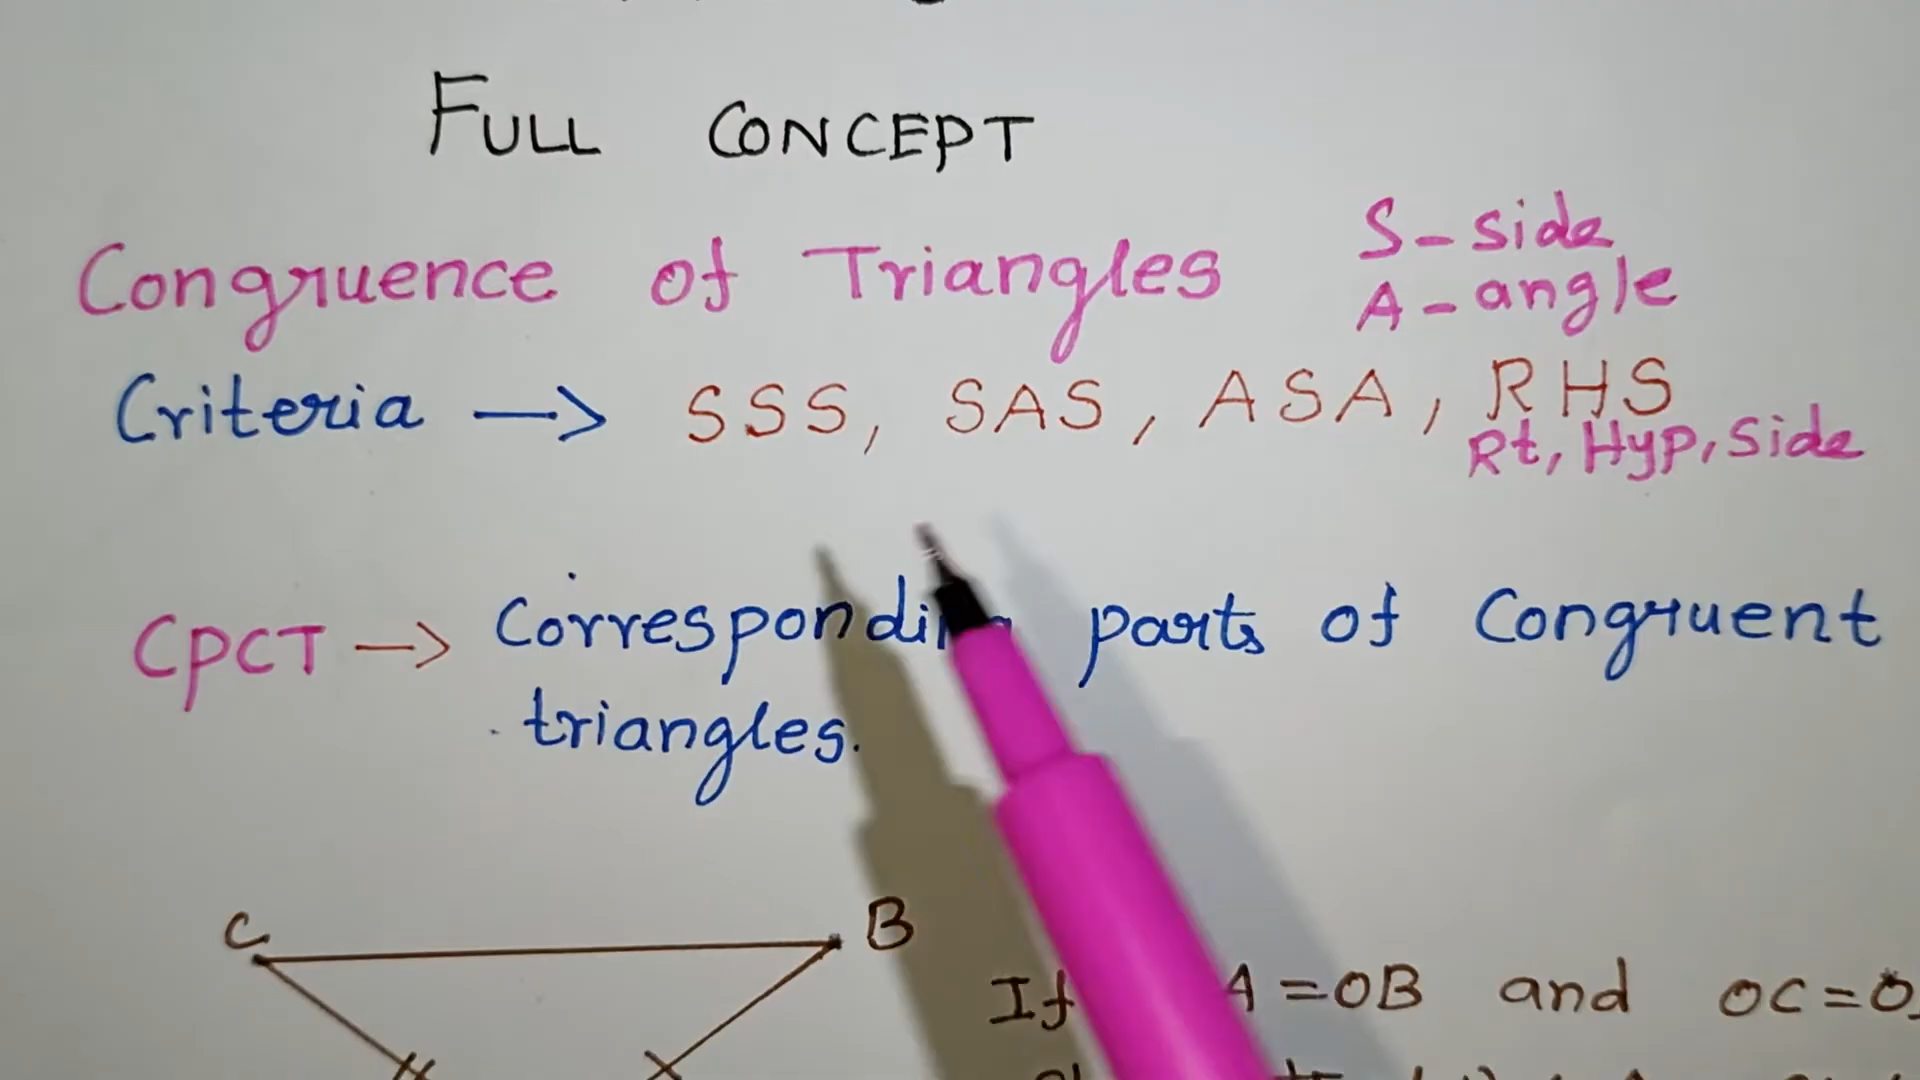 FULL CONCEPT
Congruence of Triangles
S-side
A-angle
Criteria → SSS, SAS, ASA, RHS
Rt, Hyp, Side
CPCT → Corresponding parts of Congruent
triangles.
C
B
If A=OB and OC=O